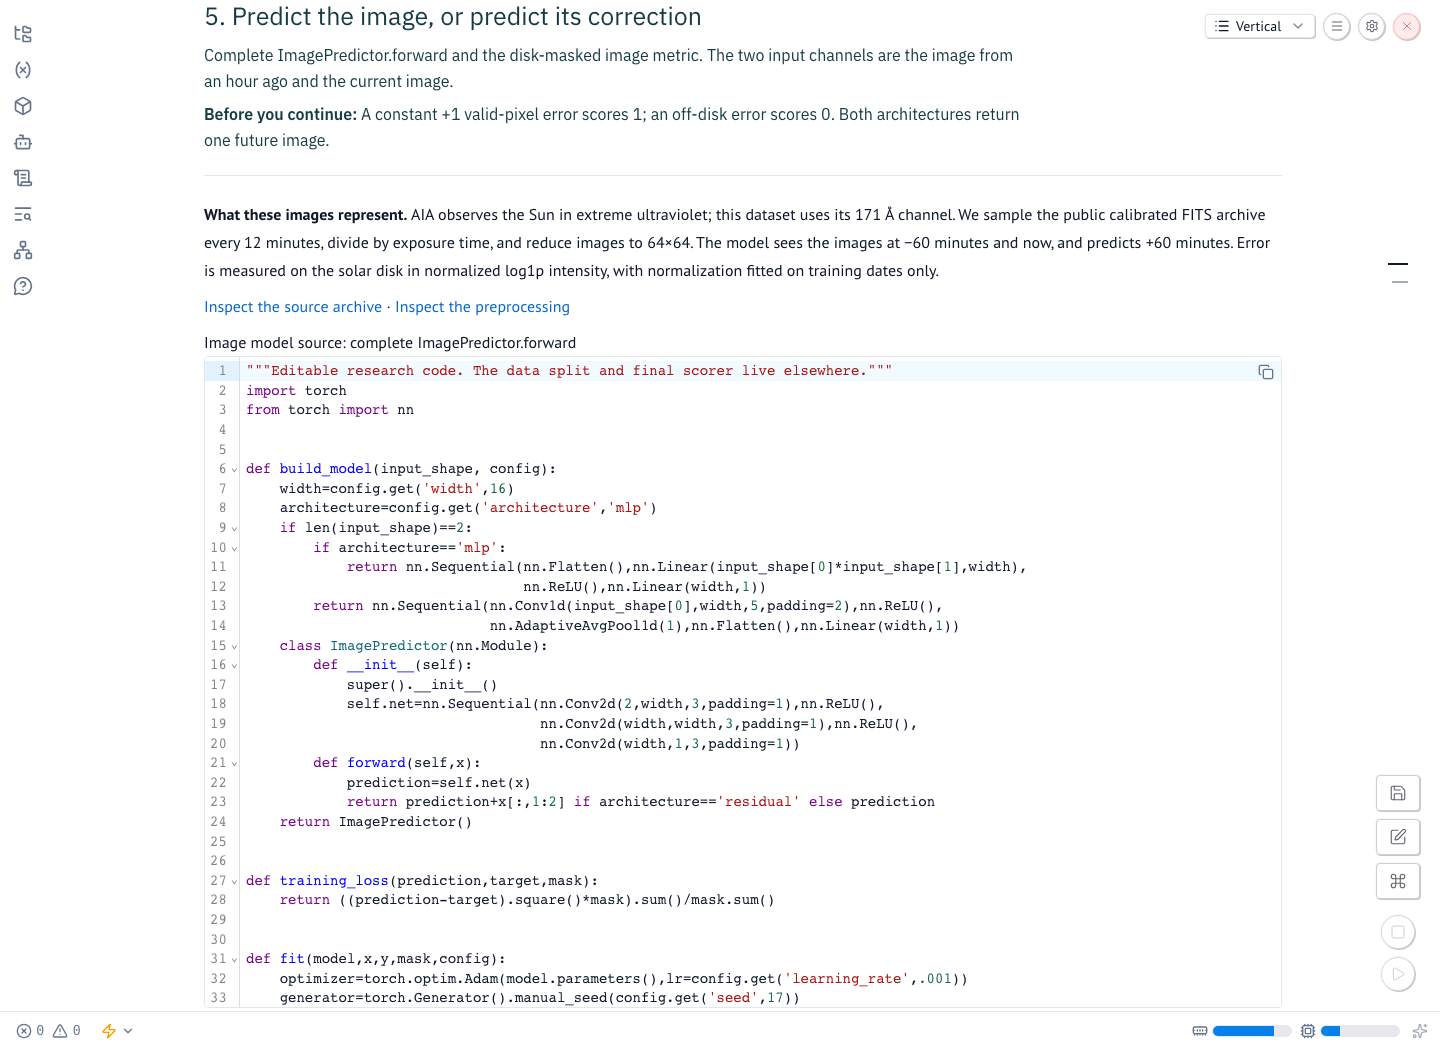 5. Predict the image, or predict its correction
Vertical
Complete ImagePredictor.forward and the disk-masked image metric. The two input channels are the image from
an hour ago and the current image.
Before you continue: A constant +1 valid-pixel error scores 1; an off-disk error scores 0. Both architectures return
one future image.
What these images represent. AIA observes the Sun in extreme ultraviolet; this dataset uses its 171 Å channel. We sample the public calibrated FITS archive
every 12 minutes, divide by exposure time, and reduce images to 64×64. The model sees the images at −60 minutes and now, and predicts +60 minutes. Error
is measured on the solar disk in normalized log1p intensity, with normalization fitted on training dates only.
Inspect the source archive · Inspect the preprocessing
Image model source: complete ImagePredictor.forward
1 """Editable research code. The data split and final scorer live elsewhere."""
2 import torch
3 from torch import nn
4
5
6 def build_model(input_shape, config):
7     width=config.get('width',16)
8     architecture=config.get('architecture','mlp')
9     if len(input_shape)==2:
10         if architecture=='mlp':
11             return nn.Sequential(nn.Flatten(),nn.Linear(input_shape[0]*input_shape[1],width),
12                                  nn.ReLU(),nn.Linear(width,1))
13         return nn.Sequential(nn.Conv1d(input_shape[0],width,5,padding=2),nn.ReLU(),
14                              nn.AdaptiveAvgPool1d(1),nn.Flatten(),nn.Linear(width,1))
15     class ImagePredictor(nn.Module):
16         def __init__(self):
17             super().__init__()
18             self.net=nn.Sequential(nn.Conv2d(2,width,3,padding=1),nn.ReLU(),
19                                    nn.Conv2d(width,width,3,padding=1),nn.ReLU(),
20                                    nn.Conv2d(width,1,3,padding=1))
21         def forward(self,x):
22             prediction=self.net(x)
23             return prediction+x[:,1:2] if architecture=='residual' else prediction
24     return ImagePredictor()
25
26
27 def training_loss(prediction,target,mask):
28     return ((prediction-target).square()*mask).sum()/mask.sum()
29
30
31 def fit(model,x,y,mask,config):
32     optimizer=torch.optim.Adam(model.parameters(),lr=config.get('learning_rate',.001))
33     generator=torch.Generator().manual_seed(config.get('seed',17))
0 0